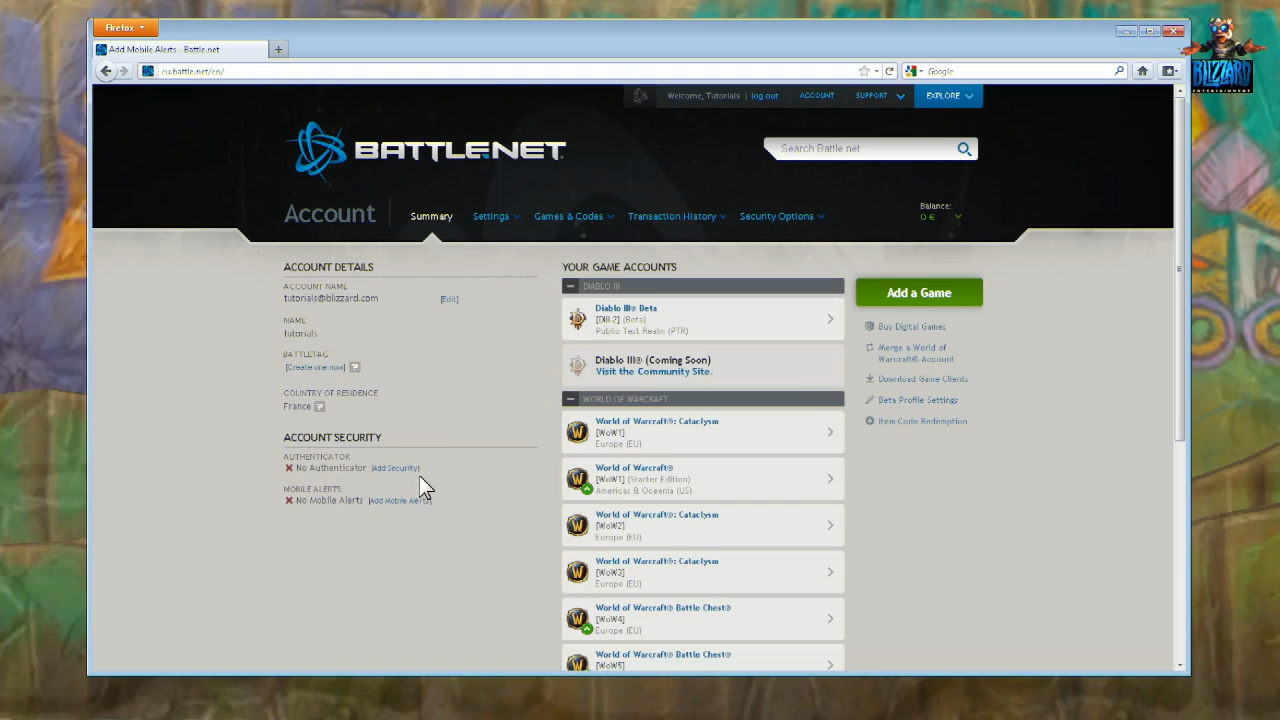 Firefox
Add Mobile Alerts - Battle.net
eu.battle.net/en/
Google
BLIZZARD
ENTERTAINMENT
Welcome, Tutorials | log out
ACCOUNT
SUPPORT
EXPLORE
BATTLE.NET
Search Battle.net
Account
Summary
Settings
Games & Codes
Transaction History
Security Options
Balance:
0 €
ACCOUNT DETAILS
ACCOUNT NAME
tutorials@blizzard.com
[Edit]
NAME
tutorials
BATTLETAG
[Create one now]
COUNTRY OF RESIDENCE
France
ACCOUNT SECURITY
AUTHENTICATOR:
No Authenticator [Add Security]
MOBILE ALERTS:
No Mobile Alerts [Add Mobile Alerts]
YOUR GAME ACCOUNTS
DIABLO III
Diablo III® Beta
[DIII-2] (Beta)
Public Test Realm (PTR)
Diablo III® (Coming Soon)
Visit the Community Site.
WORLD OF WARCRAFT
World of Warcraft®: Cataclysm
[WoW1]
Europe (EU)
World of Warcraft®
[WoW1] (Starter Edition)
Americas & Oceania (US)
World of Warcraft®: Cataclysm
[WoW2]
Europe (EU)
World of Warcraft®: Cataclysm
[WoW3]
Europe (EU)
World of Warcraft® Battle Chest®
[WoW4]
Europe (EU)
World of Warcraft® Battle Chest®
[WoW5]
Add a Game
Buy Digital Games
Merge a World of
Warcraft® Account
Download Game Clients
Beta Profile Settings
Item Code Redemption